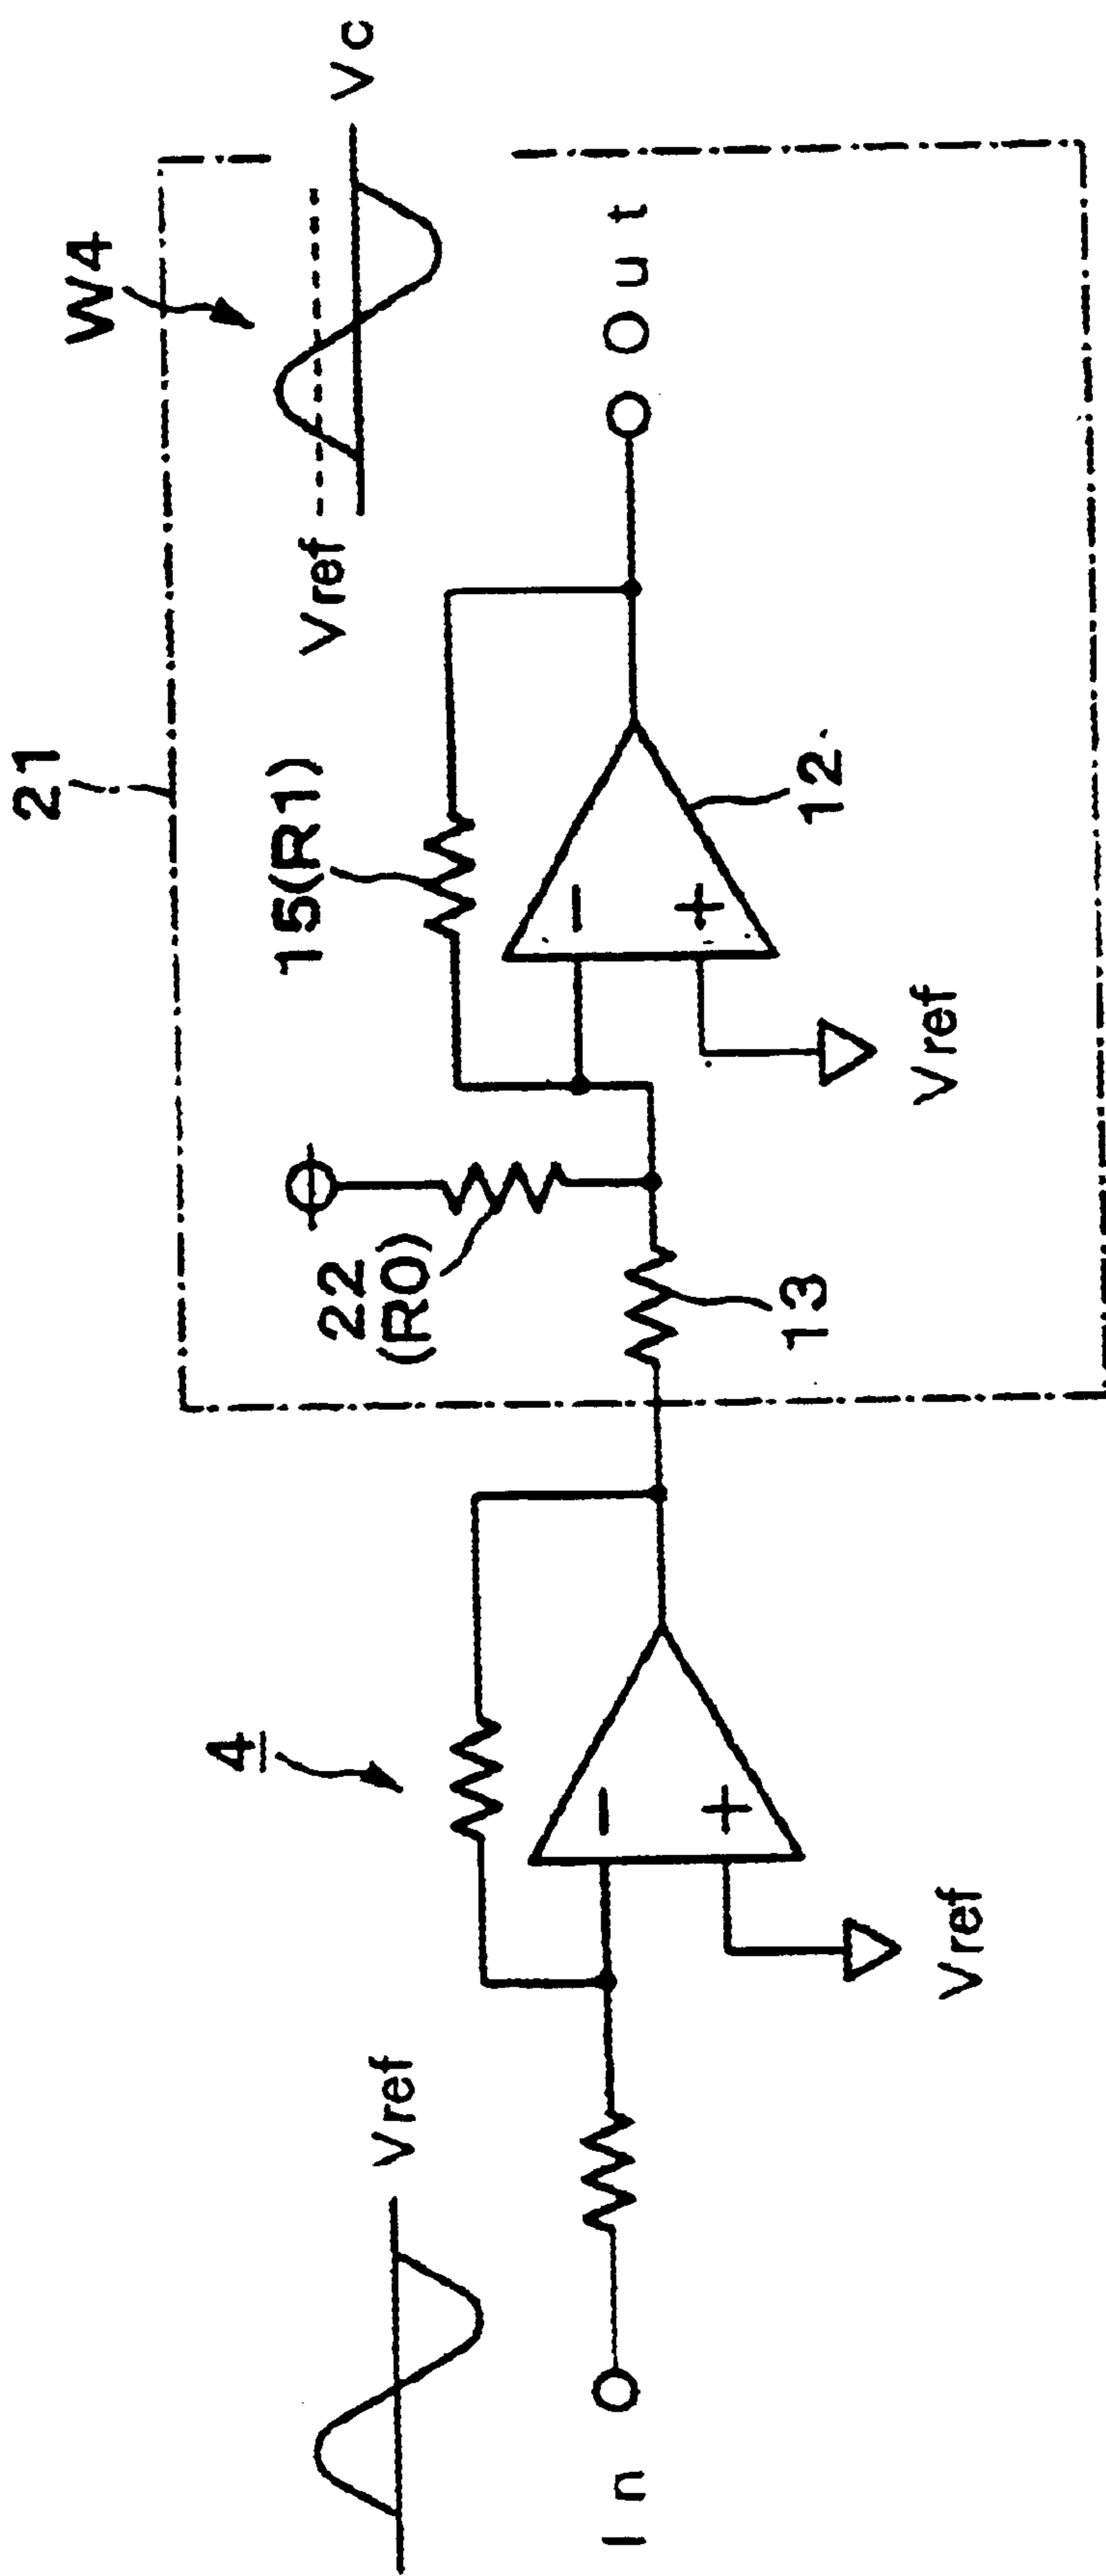 21
W4
Vref
Vc
15(R1)
22
(R0)
4
Vref
Out
12
13
−
+
−
+
In
Vref
Vref